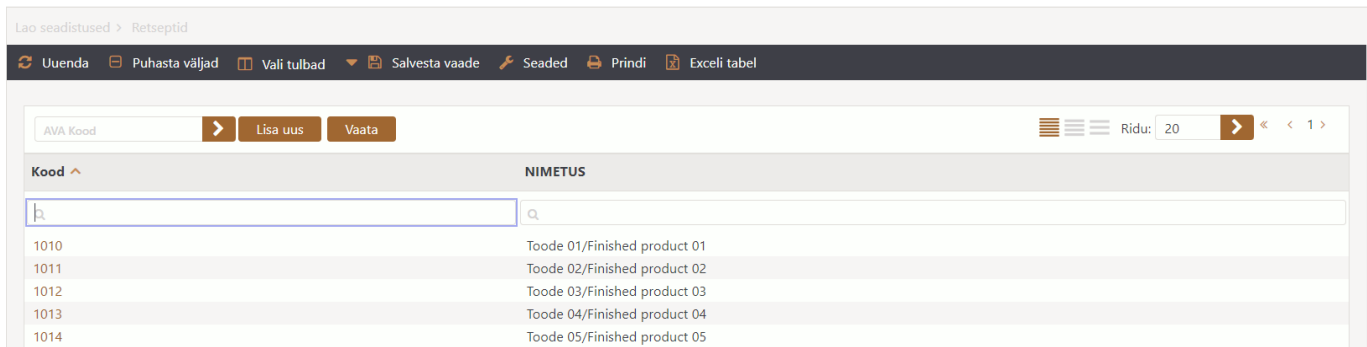 Lao seadistused > Retseptid
Uuenda Puhasta väljad Vali tulbad Salvesta vaade Seaded Prindi Exceli tabel
AVA Kood Lisa uus Vaata Ridu: 20 « < 1 >
Kood NIMETUS
1010 Toode 01/Finished product 01
1011 Toode 02/Finished product 02
1012 Toode 03/Finished product 03
1013 Toode 04/Finished product 04
1014 Toode 05/Finished product 05